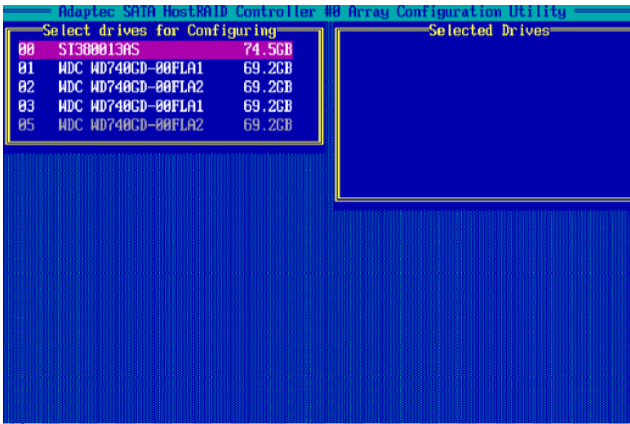 Adaptec SATA HostRAID Controller #0 Array Configuration Utility
Select drives for Configuring
00 ST380013AS 74.5GB
01 WDC WD740GD-00FLA1 69.2GB
02 WDC WD740GD-00FLA2 69.2GB
03 WDC WD740GD-00FLA1 69.2GB
05 WDC WD740GD-00FLA2 69.2GB
Selected Drives